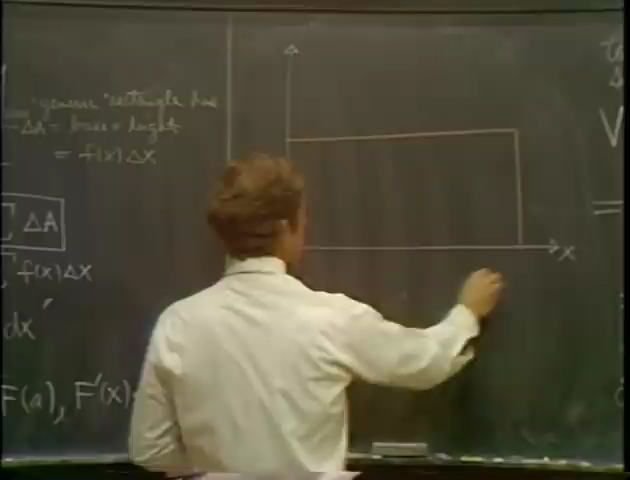 "generic" rectangle has
ΔA = base × height
= f(x) Δx
ΔA
f(x) Δx
dx
F(a), F'(x)
x
V